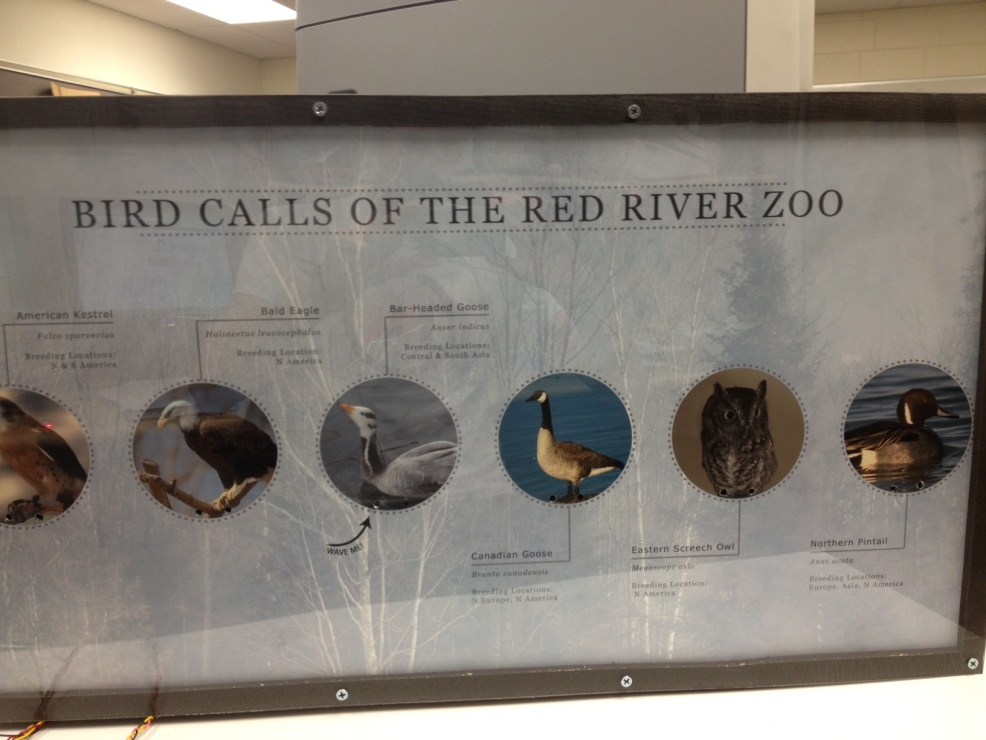 BIRD CALLS OF THE RED RIVER ZOO
American Kestrel
Falco sparverius
Breeding Locations:
N & S America
Bald Eagle
Haliaeetus leucocephalus
Breeding Location:
N America
Bar-Headed Goose
Anser indicus
Breeding Locations:
Central & South Asia
WAVE ME!
Canadian Goose
Branta canadensis
Breeding Locations:
N Europe, N America
Eastern Screech Owl
Megascops asio
Breeding Location:
N America
Northern Pintail
Anas acuta
Breeding Locations:
Europe, Asia, N America